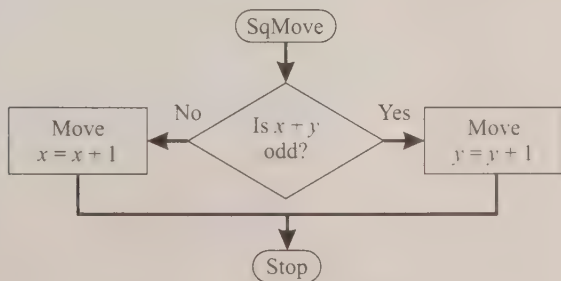 SqMove
Is x + y
odd?
No
Yes
Move
x = x + 1
Move
y = y + 1
Stop